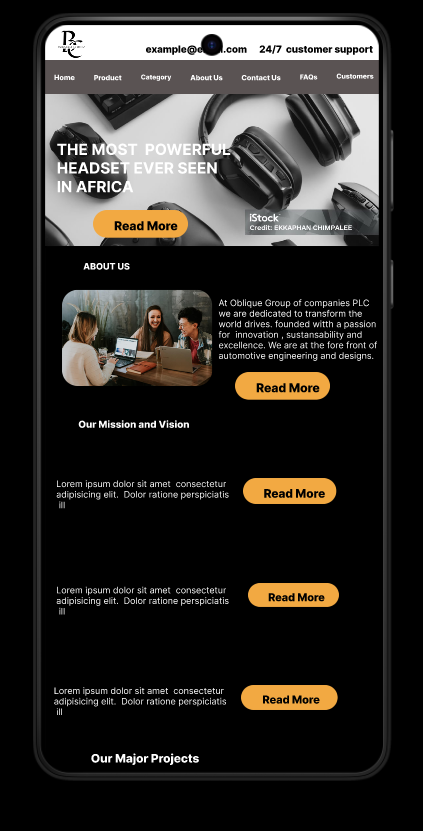 example@e .com 24/7 customer support
Home Product Category About Us Contact Us FAQs Customers
THE MOST POWERFUL
HEADSET EVER SEEN
IN AFRICA
Read More
iStock
Credit: EKKAPHAN CHIMPALEE
ABOUT US
At Oblique Group of companies PLC
we are dedicated to transform the
world drives. founded witth a passion
for innovation , sustansability and
excellence. We are at the fore front of
automotive engineering and designs.
Read More
Our Mission and Vision
Lorem ipsum dolor sit amet consectetur
adipisicing elit. Dolor ratione perspiciatis
ill
Read More
Lorem ipsum dolor sit amet consectetur
adipisicing elit. Dolor ratione perspiciatis
ill
Read More
Lorem ipsum dolor sit amet consectetur
adipisicing elit. Dolor ratione perspiciatis
ill
Read More
Our Major Projects